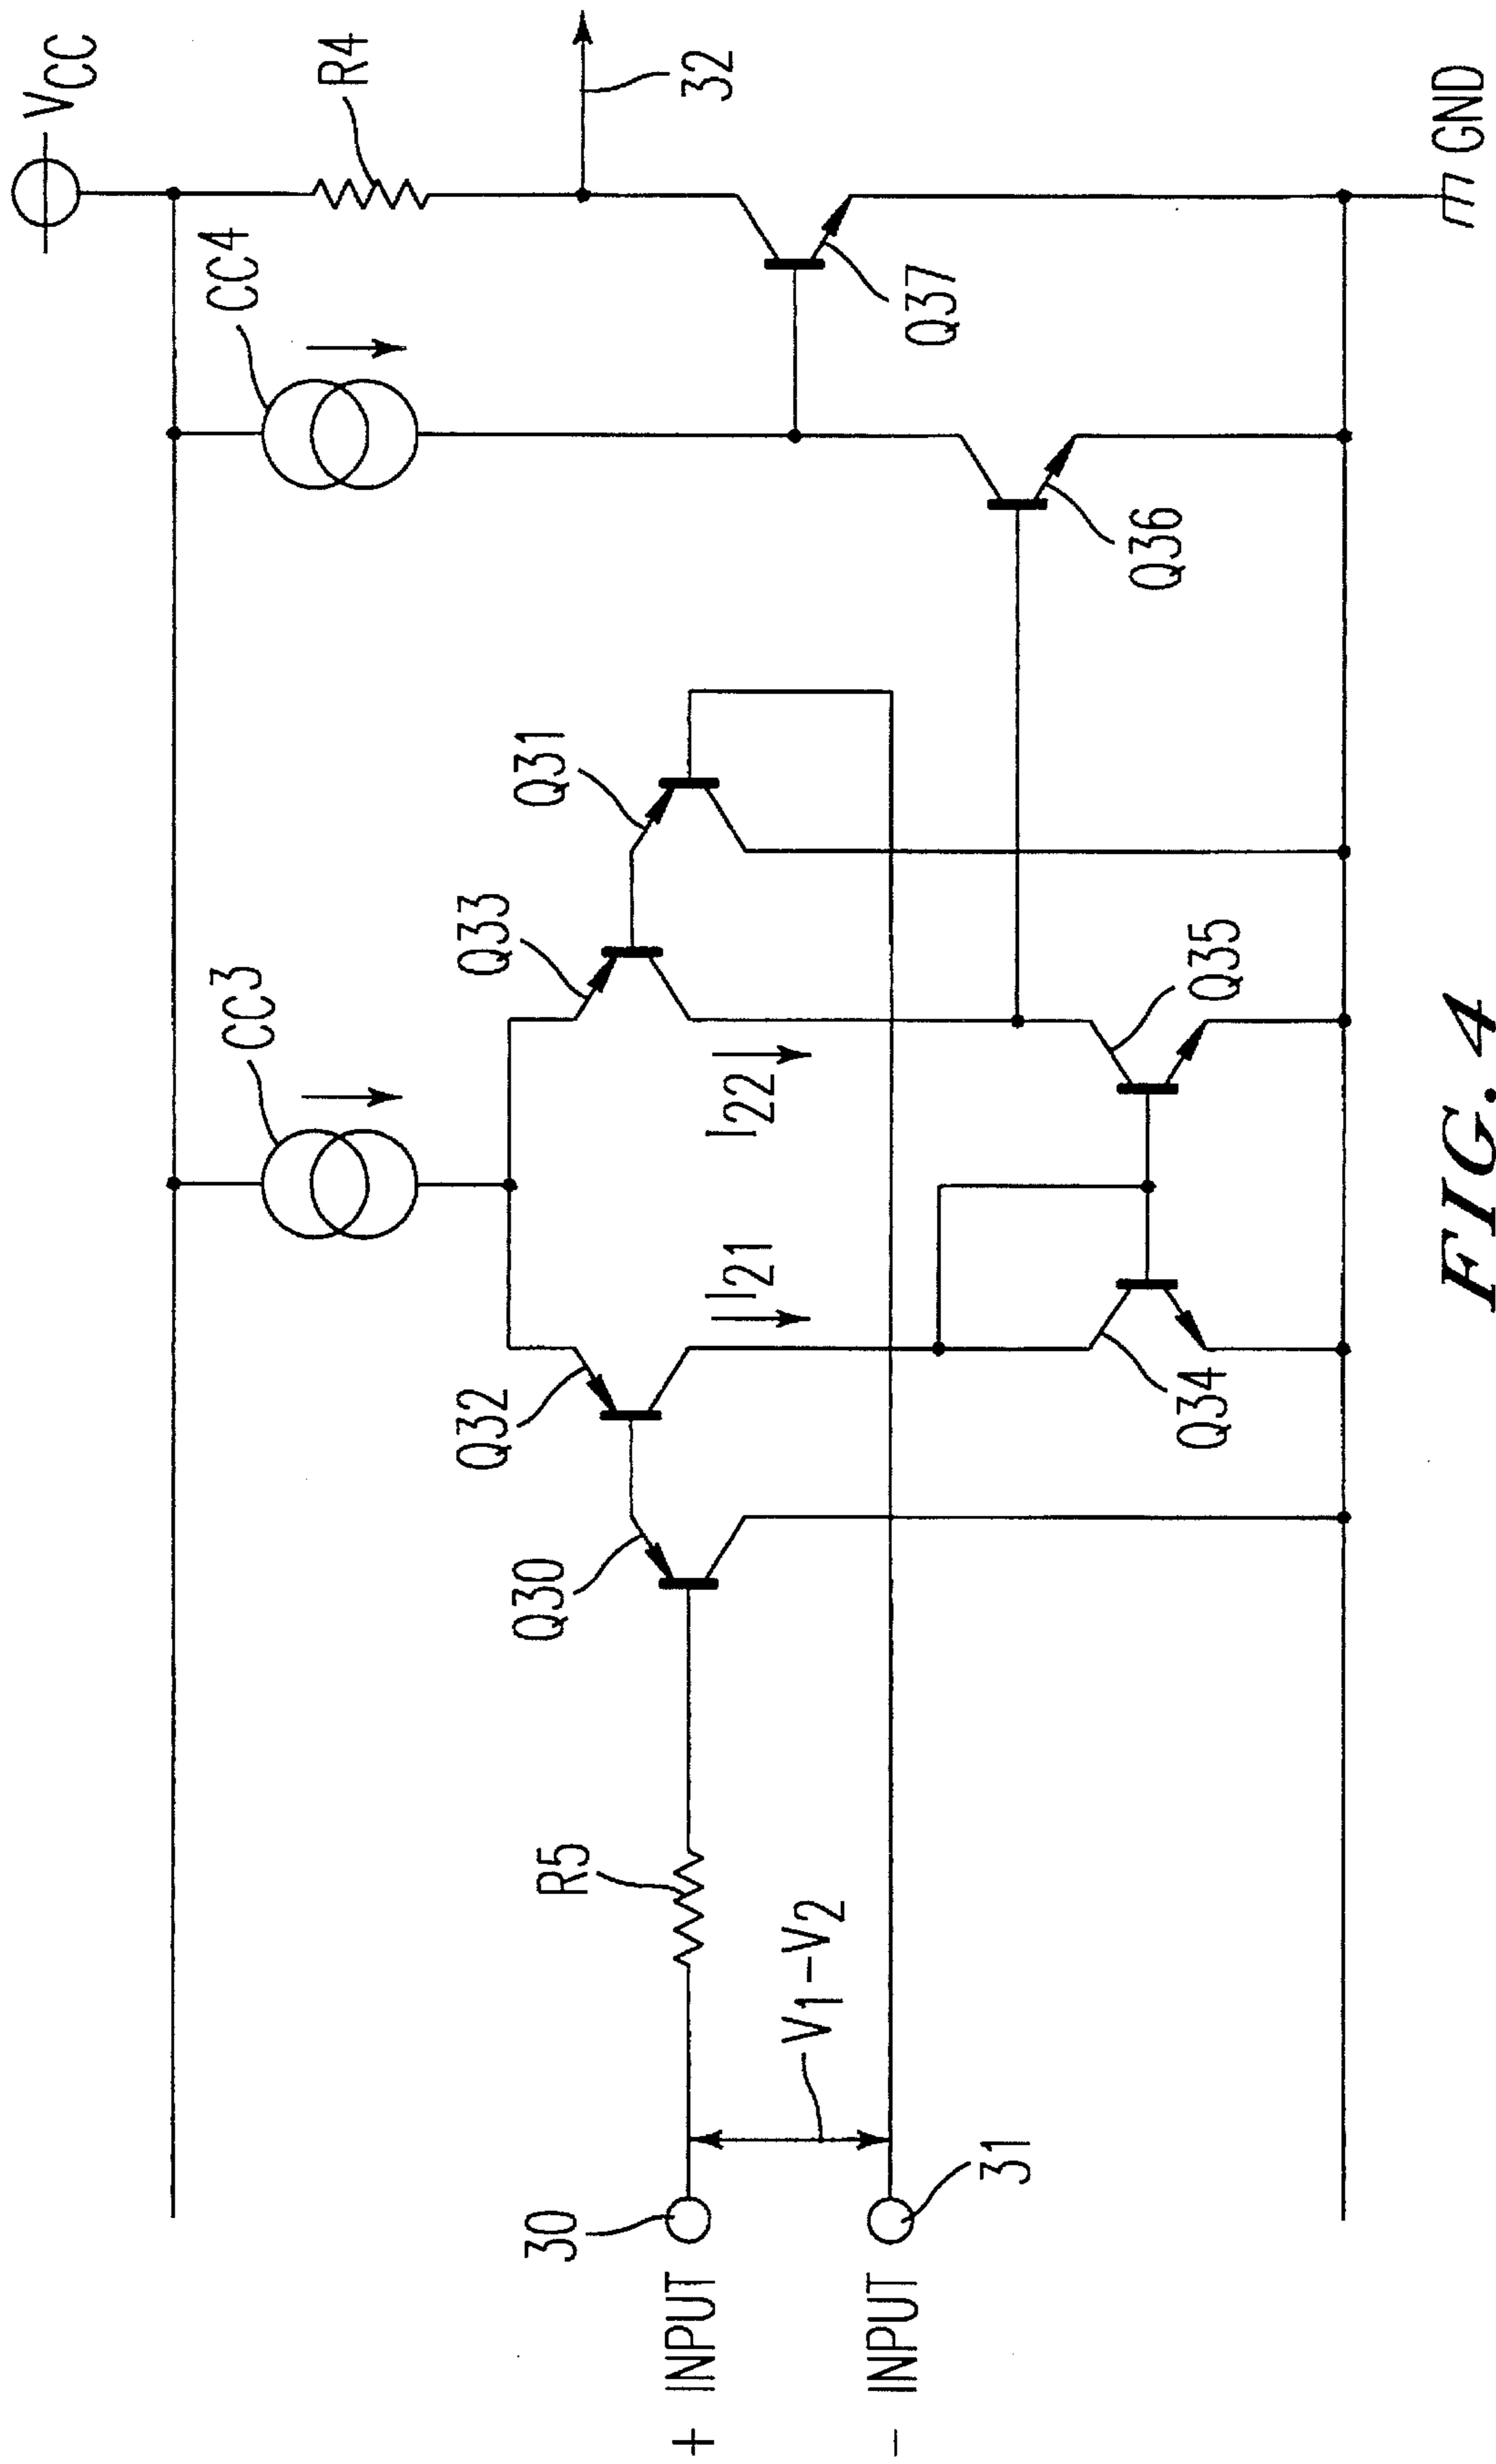 VCC
CC3
CC4
R4
32
Q32
Q33
Q30
Q31
R5
30
+ INPUT
I21
I22
V1-V2
Q37
- INPUT
31
Q36
Q34
Q35
GND
FIG. 4